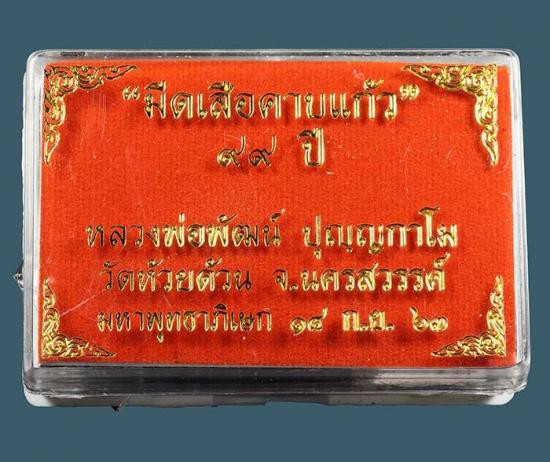 “มีดเสือคาบแก้ว”
๙๙ ปี
หลวงพ่อพัฒน์ ปุญญกาโม
วัดห้วยด้วน จ.นครสวรรค์
มหาพุทธาภิเษก ๑๘ ก.ย. ๖๓